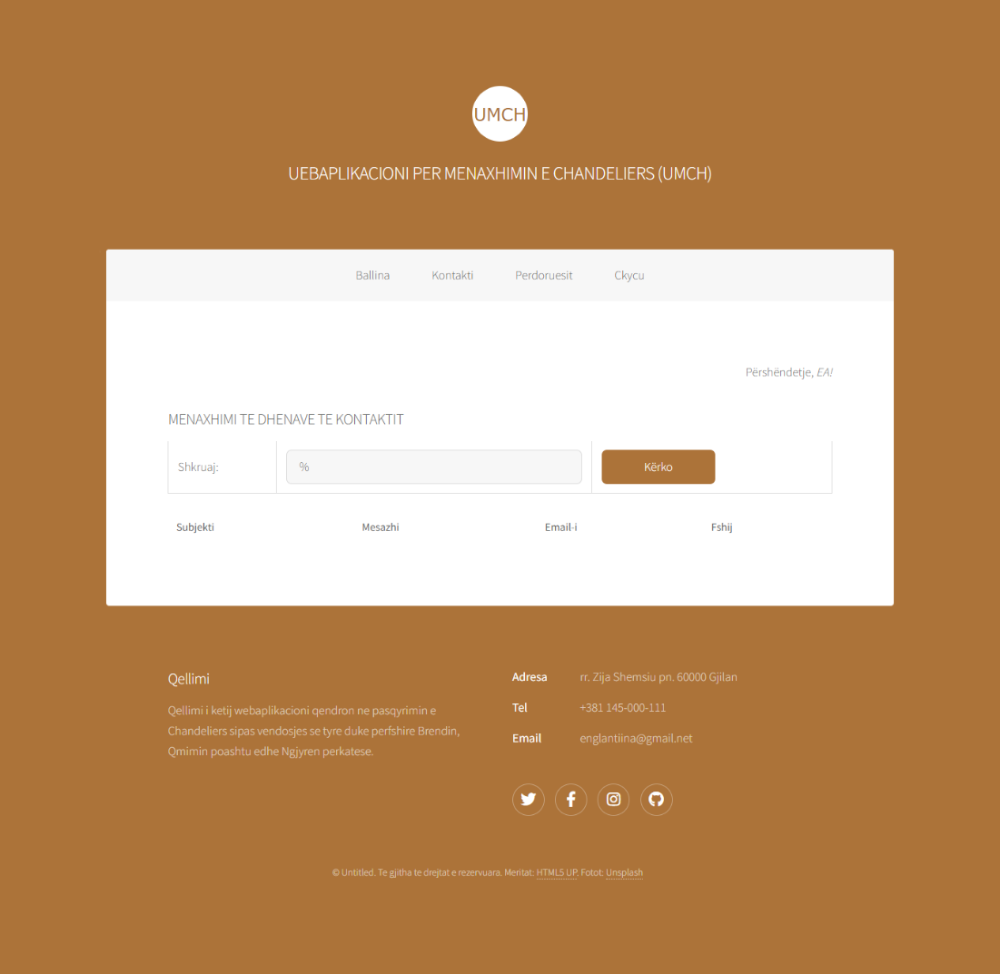 UMCH
UEBAPLIKACIONI PER MENAXHIMIN E CHANDELIERS (UMCH)
Ballina Kontakti Perdoruesit Ckycu
Përshëndetje, EA!
MENAXHIMI TE DHENAVE TE KONTAKTIT
Shkruaj: % Kërko
Subjekti Mesazhi Email-i Fshij
Qellimi
Qellimi i ketij webaplikacioni qendron ne pasqyrimin e
Chandeliers sipas vendosjes se tyre duke perfshire Brendin,
Qmimin poashtu edhe Ngjyren perkatese.
Adresa rr. Zija Shemsiu pn. 60000 Gjilan
Tel +381 145-000-111
Email englantiina@gmail.net
© Untitled. Te gjitha te drejtat e rezervuara. Meritat: HTML5 UP. Fotot: Unsplash